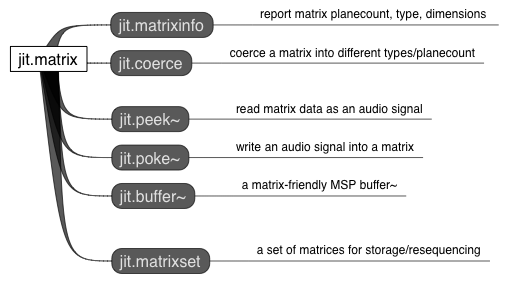 jit.matrix
jit.matrixinfo report matrix planecount, type, dimensions
jit.coerce coerce a matrix into different types/planecount
jit.peek~ read matrix data as an audio signal
jit.poke~ write an audio signal into a matrix
jit.buffer~ a matrix-friendly MSP buffer~
jit.matrixset a set of matrices for storage/resequencing